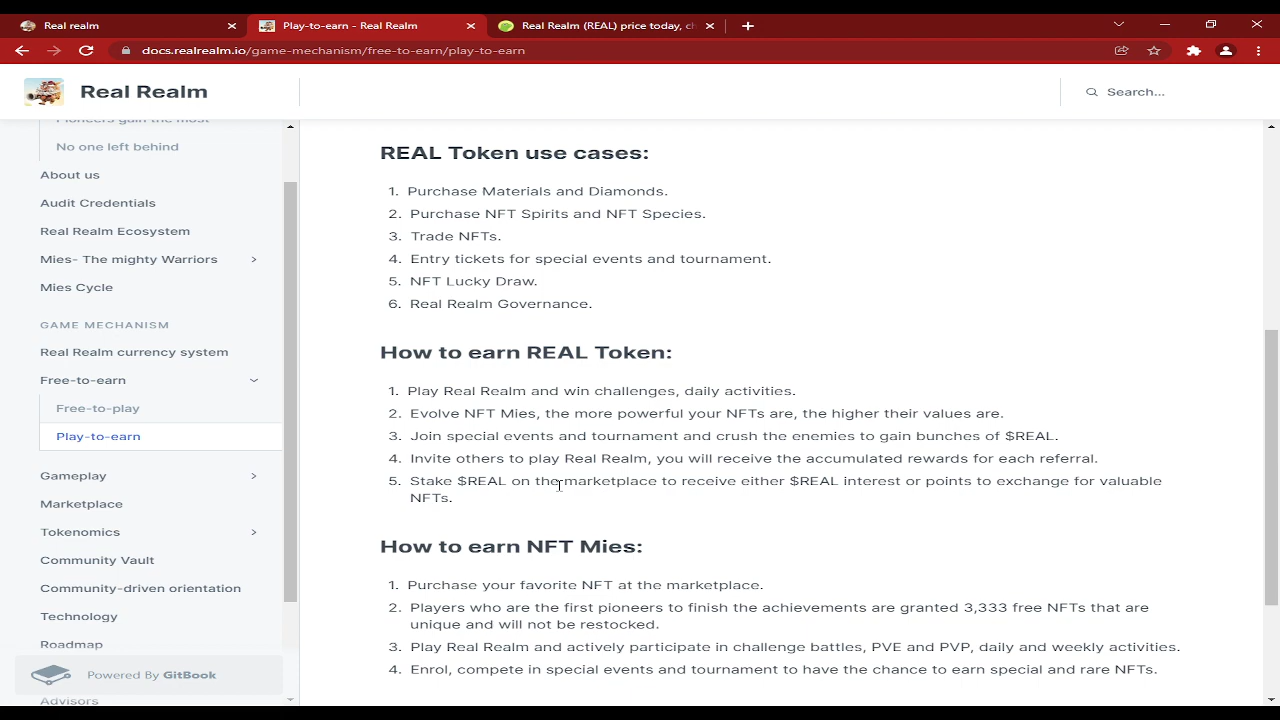 Real realm
Play-to-earn - Real Realm
Real Realm (REAL) price today, ch
docs.realrealm.io/game-mechanism/free-to-earn/play-to-earn
Real Realm
Search...
Pioneers gain the most
No one left behind
About us
Audit Credentials
Real Realm Ecosystem
Mies- The mighty Warriors
Mies Cycle
GAME MECHANISM
Real Realm currency system
Free-to-earn
Free-to-play
Play-to-earn
Gameplay
Marketplace
Tokenomics
Community Vault
Community-driven orientation
Technology
Roadmap
Powered By GitBook
Advisors
REAL Token use cases:
1. Purchase Materials and Diamonds.
2. Purchase NFT Spirits and NFT Species.
3. Trade NFTs.
4. Entry tickets for special events and tournament.
5. NFT Lucky Draw.
6. Real Realm Governance.
How to earn REAL Token:
1. Play Real Realm and win challenges, daily activities.
2. Evolve NFT Mies, the more powerful your NFTs are, the higher their values are.
3. Join special events and tournament and crush the enemies to gain bunches of $REAL.
4. Invite others to play Real Realm, you will receive the accumulated rewards for each referral.
5. Stake $REAL on the marketplace to receive either $REAL interest or points to exchange for valuable
NFTs.
How to earn NFT Mies:
1. Purchase your favorite NFT at the marketplace.
2. Players who are the first pioneers to finish the achievements are granted 3,333 free NFTs that are
unique and will not be restocked.
3. Play Real Realm and actively participate in challenge battles, PVE and PVP, daily and weekly activities.
4. Enrol, compete in special events and tournament to have the chance to earn special and rare NFTs.